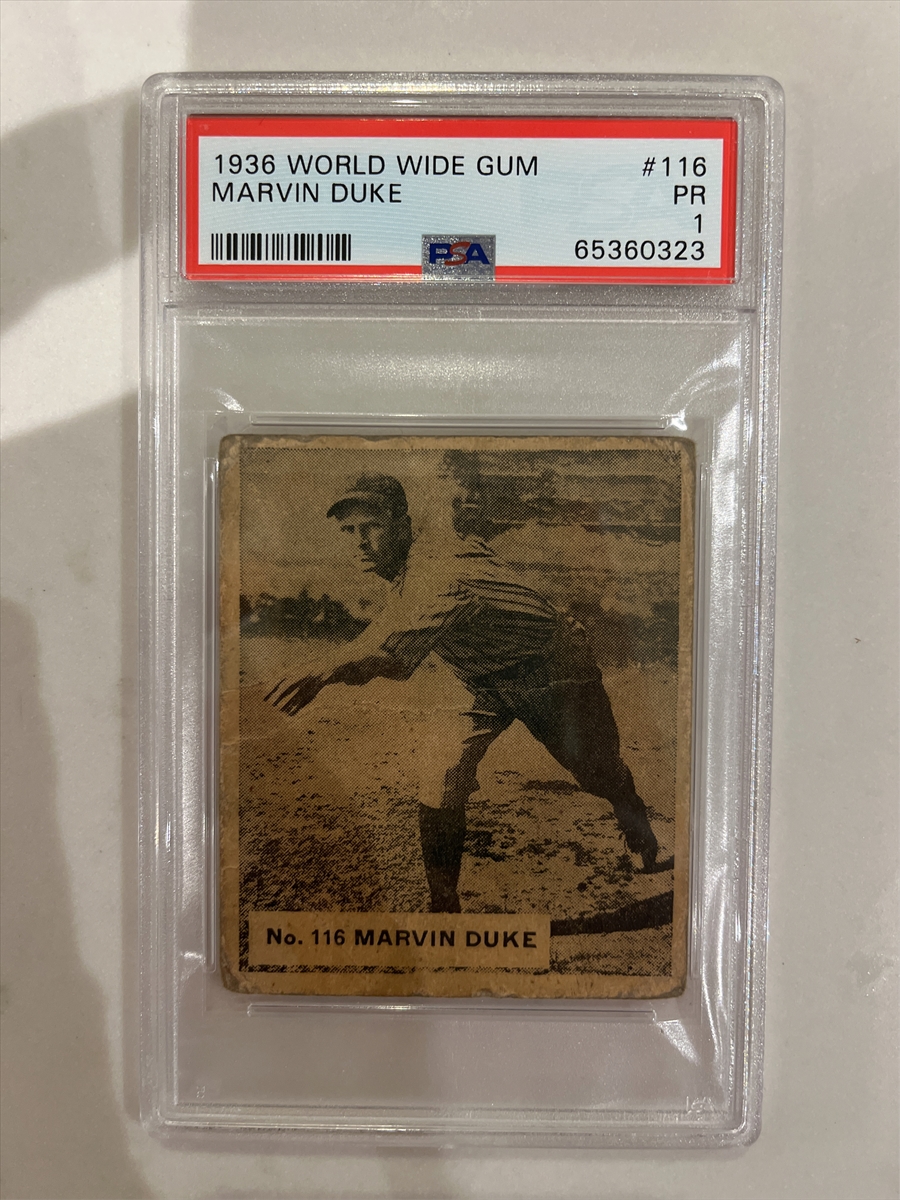 1936 WORLD WIDE GUM #116
MARVIN DUKE PR
1
65360323
PSA
No. 116 MARVIN DUKE